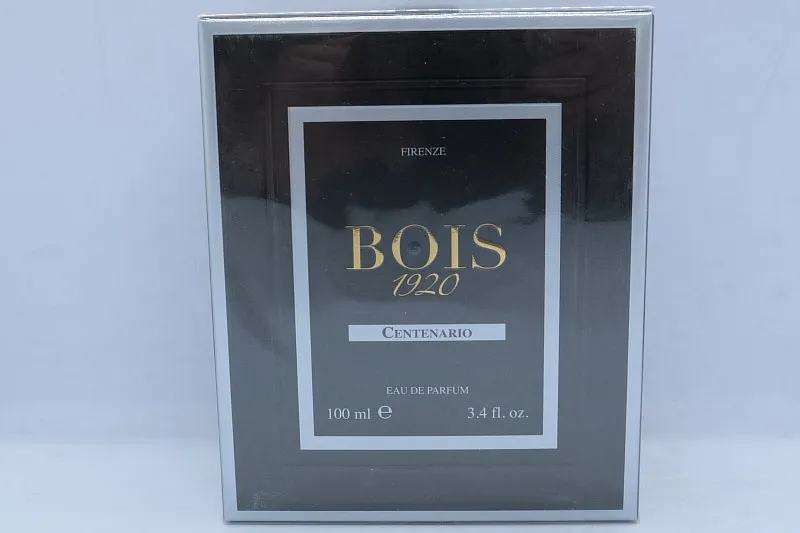 FIRENZE
BOIS
1920
CENTENARIO
EAU DE PARFUM
100 ml ℮ 3.4 fl. oz.